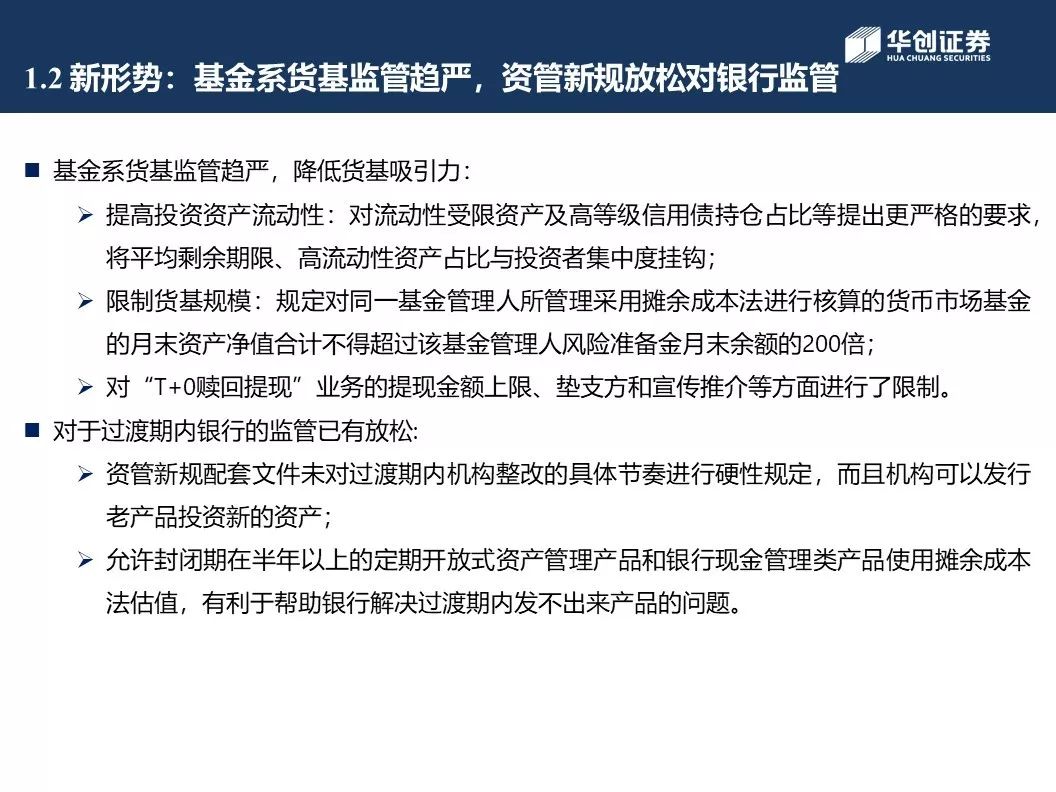 华创证券
HUA CHUANG SECURITIES
1.2 新形势：基金系货基监管趋严，资管新规放松对银行监管
■ 基金系货基监管趋严，降低货基吸引力：
➢ 提高投资资产流动性：对流动性受限资产及高等级信用债持仓占比等提出更严格的要求，
将平均剩余期限、高流动性资产占比与投资者集中度挂钩；
➢ 限制货基规模：规定对同一基金管理人所管理采用摊余成本法进行核算的货币市场基金
的月末资产净值合计不得超过该基金管理人风险准备金月末余额的200倍；
➢ 对“T+0赎回提现”业务的提现金额上限、垫支方和宣传推介等方面进行了限制。
■ 对于过渡期内银行的监管已有放松:
➢ 资管新规配套文件未对过渡期内机构整改的具体节奏进行硬性规定，而且机构可以发行
老产品投资新的资产；
➢ 允许封闭期在半年以上的定期开放式资产管理产品和银行现金管理类产品使用摊余成本
法估值，有利于帮助银行解决过渡期内发不出来产品的问题。